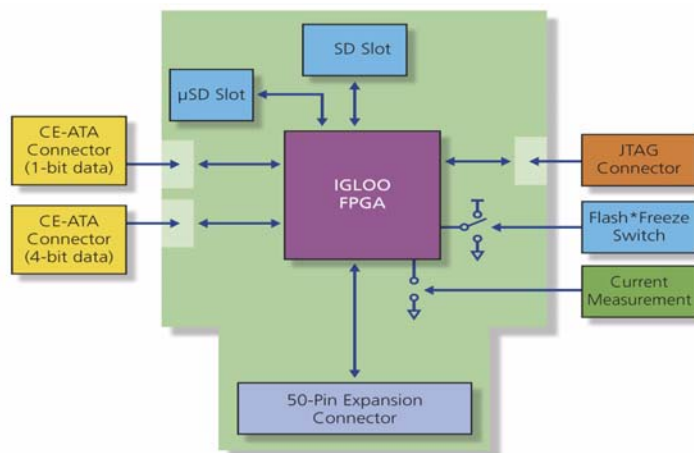 SD Slot
µSD Slot
CE-ATA
Connector
(1-bit data)
IGLOO
FPGA
JTAG
Connector
CE-ATA
Connector
(4-bit data)
Flash*Freeze
Switch
Current
Measurement
50-Pin Expansion
Connector